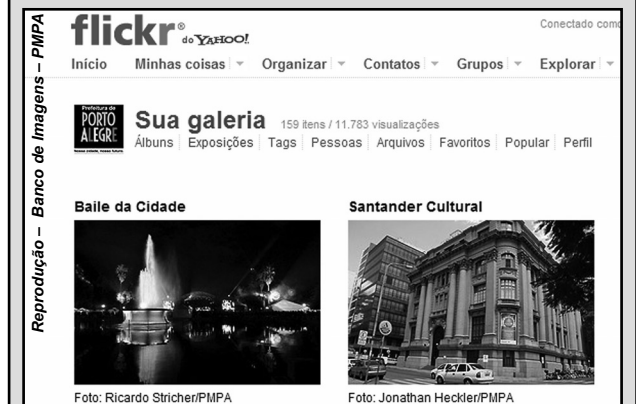 Reprodução – Banco de Imagens – PMPA
flickr® do YAHOO!
Conectado como
Início Minhas coisas Organizar Contatos Grupos Explorar
Prefeitura de
PORTO
ALEGRE
Sua galeria 159 itens / 11.783 visualizações
Álbuns Exposições Tags Pessoas Arquivos Favoritos Popular Perfil
Baile da Cidade
Santander Cultural
Foto: Ricardo Stricher/PMPA
Foto: Jonathan Heckler/PMPA